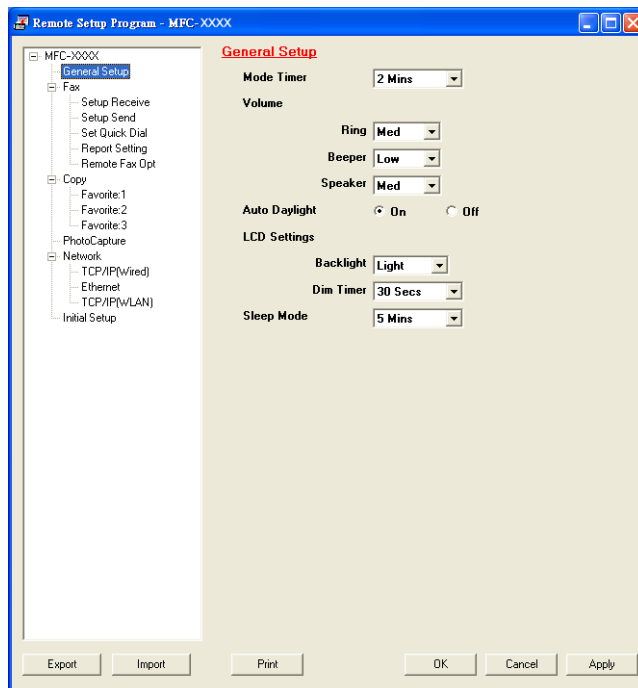 Remote Setup Program - MFC-XXXX
MFC-XXXX
General Setup
Fax
Setup Receive
Setup Send
Set Quick Dial
Report Setting
Remote Fax Opt
Copy
Favorite:1
Favorite:2
Favorite:3
PhotoCapture
Network
TCP/IP(Wired)
Ethernet
TCP/IP(WLAN)
Initial Setup
General Setup
Mode Timer 2 Mins
Volume
Ring Med
Beeper Low
Speaker Med
Auto Daylight On Off
LCD Settings
Backlight Light
Dim Timer 30 Secs
Sleep Mode 5 Mins
Export Import Print OK Cancel Apply